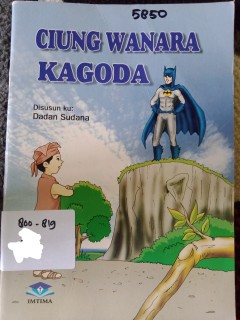 5850
CIUNG WANARA
KAGODA
Disusun ku:
Dadan Sudana
800 - 819
IMTIMA